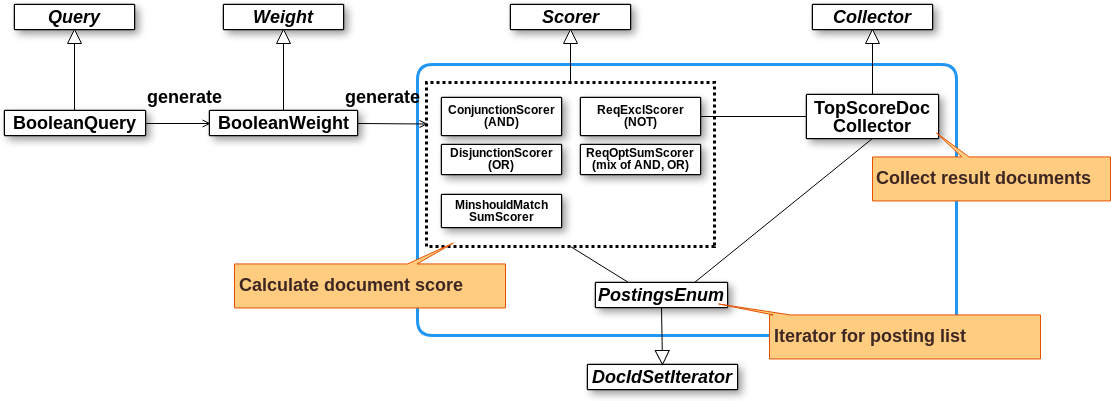 Query
Weight
Scorer
Collector
generate
generate
BooleanQuery
BooleanWeight
ConjunctionScorer
(AND)
ReqExclScorer
(NOT)
TopScoreDoc
Collector
DisjunctionScorer
(OR)
ReqOptSumScorer
(mix of AND, OR)
Collect result documents
MinshouldMatch
SumScorer
Calculate document score
PostingsEnum
Iterator for posting list
DocIdSetIterator